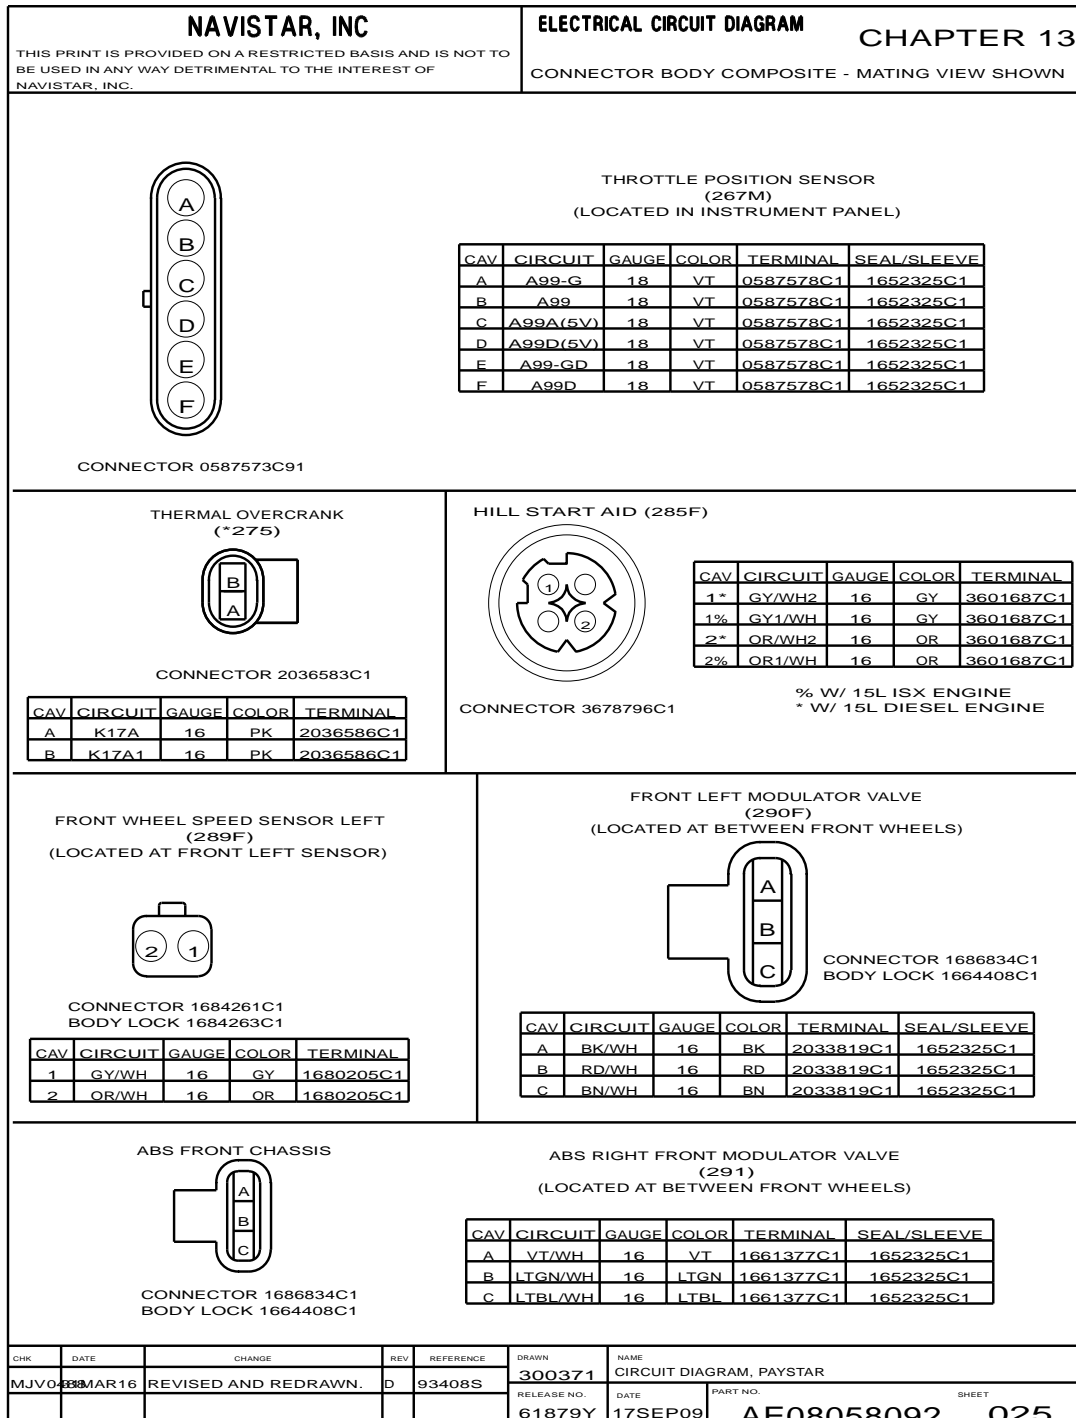 NAVISTAR, INC
THIS PRINT IS PROVIDED ON A RESTRICTED BASIS AND IS NOT TO
BE USED IN ANY WAY DETRIMENTAL TO THE INTEREST OF
NAVISTAR, INC.
ELECTRICAL CIRCUIT DIAGRAM
CHAPTER 13
CONNECTOR BODY COMPOSITE - MATING VIEW SHOWN
A
B
C
D
E
F
CONNECTOR 0587573C91
THROTTLE POSITION SENSOR
(267M)
(LOCATED IN INSTRUMENT PANEL)
CAV CIRCUIT GAUGE COLOR TERMINAL SEAL/SLEEVE
A A99-G 18 VT 0587578C1 1652325C1
B A99 18 VT 0587578C1 1652325C1
C A99A(5V) 18 VT 0587578C1 1652325C1
D A99D(5V) 18 VT 0587578C1 1652325C1
E A99-GD 18 VT 0587578C1 1652325C1
F A99D 18 VT 0587578C1 1652325C1
THERMAL OVERCRANK
(*275)
B
A
CONNECTOR 2036583C1
CAV CIRCUIT GAUGE COLOR TERMINAL
A K17A 16 PK 2036586C1
B K17A1 16 PK 2036586C1
HILL START AID (285F)
1
2
CONNECTOR 3678796C1
CAV CIRCUIT GAUGE COLOR TERMINAL
1* GY/WH2 16 GY 3601687C1
1% GY1/WH 16 GY 3601687C1
2* OR/WH2 16 OR 3601687C1
2% OR1/WH 16 OR 3601687C1
% W/ 15L ISX ENGINE
* W/ 15L DIESEL ENGINE
FRONT WHEEL SPEED SENSOR LEFT
(289F)
(LOCATED AT FRONT LEFT SENSOR)
2 1
CONNECTOR 1684261C1
BODY LOCK 1684263C1
CAV CIRCUIT GAUGE COLOR TERMINAL
1 GY/WH 16 GY 1680205C1
2 OR/WH 16 OR 1680205C1
FRONT LEFT MODULATOR VALVE
(290F)
(LOCATED AT BETWEEN FRONT WHEELS)
A
B
C
CONNECTOR 1686834C1
BODY LOCK 1664408C1
CAV CIRCUIT GAUGE COLOR TERMINAL SEAL/SLEEVE
A BK/WH 16 BK 2033819C1 1652325C1
B RD/WH 16 RD 2033819C1 1652325C1
C BN/WH 16 BN 2033819C1 1652325C1
ABS FRONT CHASSIS
A
B
C
CONNECTOR 1686834C1
BODY LOCK 1664408C1
ABS RIGHT FRONT MODULATOR VALVE
(291)
(LOCATED AT BETWEEN FRONT WHEELS)
CAV CIRCUIT GAUGE COLOR TERMINAL SEAL/SLEEVE
A VT/WH 16 VT 1661377C1 1652325C1
B LTGN/WH 16 LTGN 1661377C1 1652325C1
C LTBL/WH 16 LTBL 1661377C1 1652325C1
CHK DATE CHANGE REV REFERENCE
MAR16 REVISED AND REDRAWN. D 93408S
DRAWN
300371
NAME
CIRCUIT DIAGRAM, PAYSTAR
RELEASE NO.
61879Y
DATE
17SEP09
PART NO.
AE08058092
SHEET
025